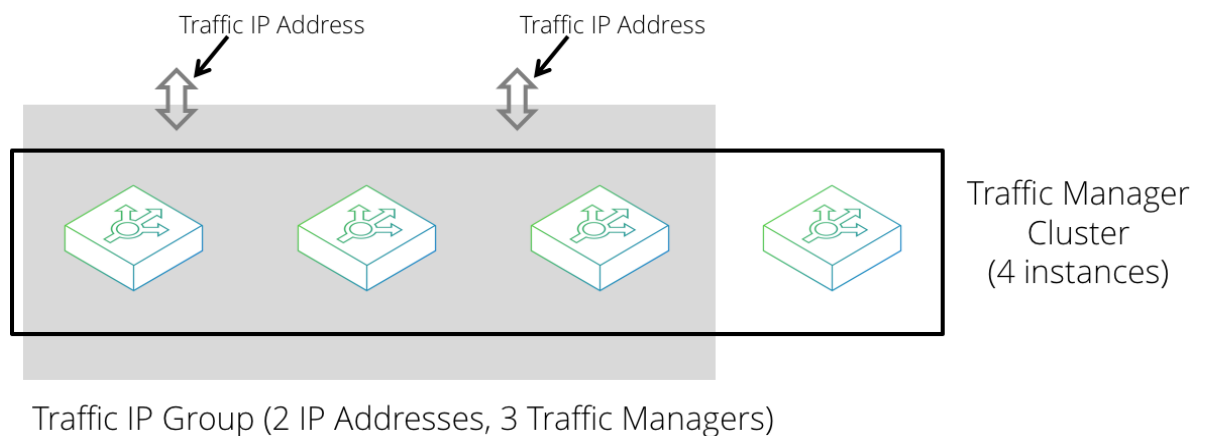 Traffic IP Address
Traffic IP Address
Traffic Manager
Cluster
(4 instances)
Traffic IP Group (2 IP Addresses, 3 Traffic Managers)